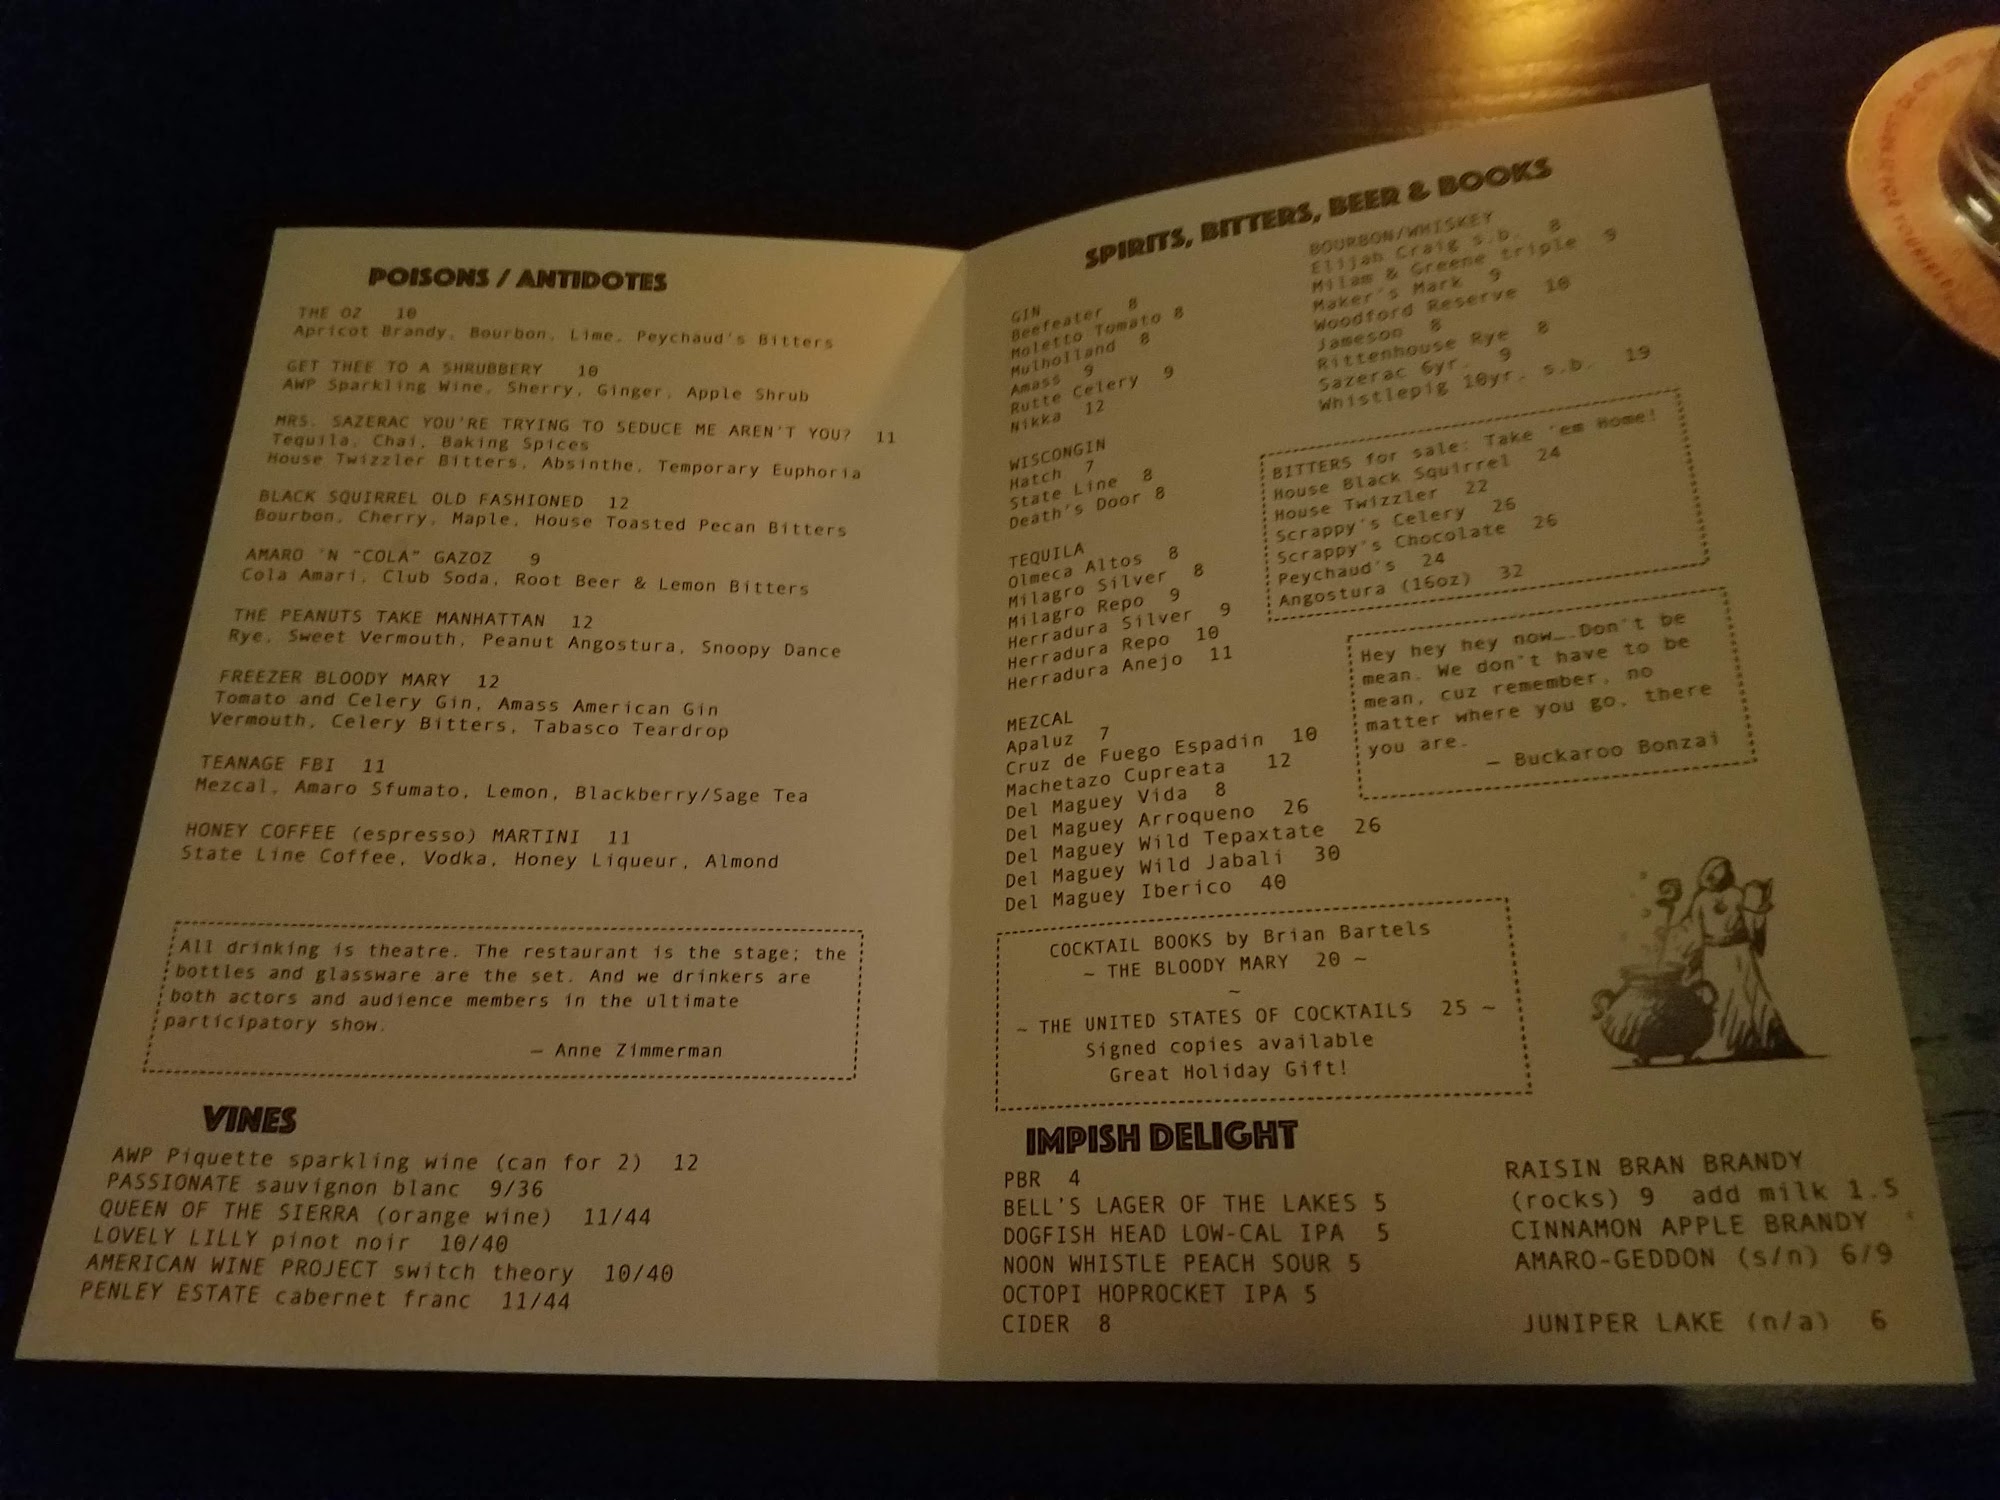 POISONS / ANTIDOTES
THE OZ 10
Apricot Brandy, Bourbon, Lime, Peychaud's Bitters
GET THEE TO A SHRUBBERY 10
AWP Sparkling Wine, Sherry, Ginger, Apple Shrub
MRS. SAZERAC YOU'RE TRYING TO SEDUCE ME AREN'T YOU? 11
Tequila, Chai, Baking Spices
House Twizzler Bitters, Absinthe, Temporary Euphoria
BLACK SQUIRREL OLD FASHIONED 12
Bourbon, Cherry, Maple, House Toasted Pecan Bitters
AMARO 'N "COLA" GAZOZ 9
Cola Amari, Club Soda, Root Beer & Lemon Bitters
THE PEANUTS TAKE MANHATTAN 12
Rye, Sweet Vermouth, Peanut Angostura, Snoopy Dance
FREEZER BLOODY MARY 12
Tomato and Celery Gin, Amass American Gin
Vermouth, Celery Bitters, Tabasco Teardrop
TEANAGE FBI 11
Mezcal, Amaro Sfumato, Lemon, Blackberry/Sage Tea
HONEY COFFEE (espresso) MARTINI 11
State Line Coffee, Vodka, Honey Liqueur, Almond
All drinking is theatre. The restaurant is the stage; the
bottles and glassware are the set. And we drinkers are
both actors and audience members in the ultimate
participatory show.
— Anne Zimmerman
VINES
AWP Piquette sparkling wine (can for 2) 12
PASSIONATE sauvignon blanc 9/36
QUEEN OF THE SIERRA (orange wine) 11/44
LOVELY LILLY pinot noir 10/40
AMERICAN WINE PROJECT switch theory 10/40
PENLEY ESTATE cabernet franc 11/44
SPIRITS, BITTERS, BEER & BOOKS
GIN
Beefeater 8
Moletto Tomato 8
Mulholland 8
Amass 9
Rutte Celery 9
Nikka 12
WISCONGIN
Hatch 7
State Line 8
Death's Door 8
TEQUILA
Olmeca Altos 8
Milagro Silver 8
Milagro Repo 9
Herradura Silver 9
Herradura Repo 10
Herradura Anejo 11
MEZCAL
Apaluz 7
Cruz de Fuego Espadin 10
Machetazo Cupreata 12
Del Maguey Vida 8
Del Maguey Arroqueno 26
Del Maguey Wild Tepaxtate 26
Del Maguey Wild Jabali 30
Del Maguey Iberico 40
BOURBON/WHISKEY
Elijah Craig s.b. 8
Milam & Greene triple 9
Maker's Mark 9
Woodford Reserve 10
Jameson 8
Rittenhouse Rye 8
Sazerac 6yr. 9
Whistlepig 10yr. s.b. 19
BITTERS for sale: Take 'em Home!
House Black Squirrel 24
House Twizzler 22
Scrappy's Celery 26
Scrappy's Chocolate 26
Peychaud's 24
Angostura (16oz) 32
Hey hey hey now….Don't be
mean. We don't have to be
mean, cuz remember, no
matter where you go, there
you are.
— Buckaroo Bonzai
COCKTAIL BOOKS by Brian Bartels
~ THE BLOODY MARY 20 ~
~
~ THE UNITED STATES OF COCKTAILS 25 ~
Signed copies available
Great Holiday Gift!
IMPISH DELIGHT
PBR 4
BELL'S LAGER OF THE LAKES 5
DOGFISH HEAD LOW-CAL IPA 5
NOON WHISTLE PEACH SOUR 5
OCTOPI HOPROCKET IPA 5
CIDER 8
RAISIN BRAN BRANDY
(rocks) 9 add milk 1.5
CINNAMON APPLE BRANDY
AMARO-GEDDON (s/n) 6/9
JUNIPER LAKE (n/a) 6